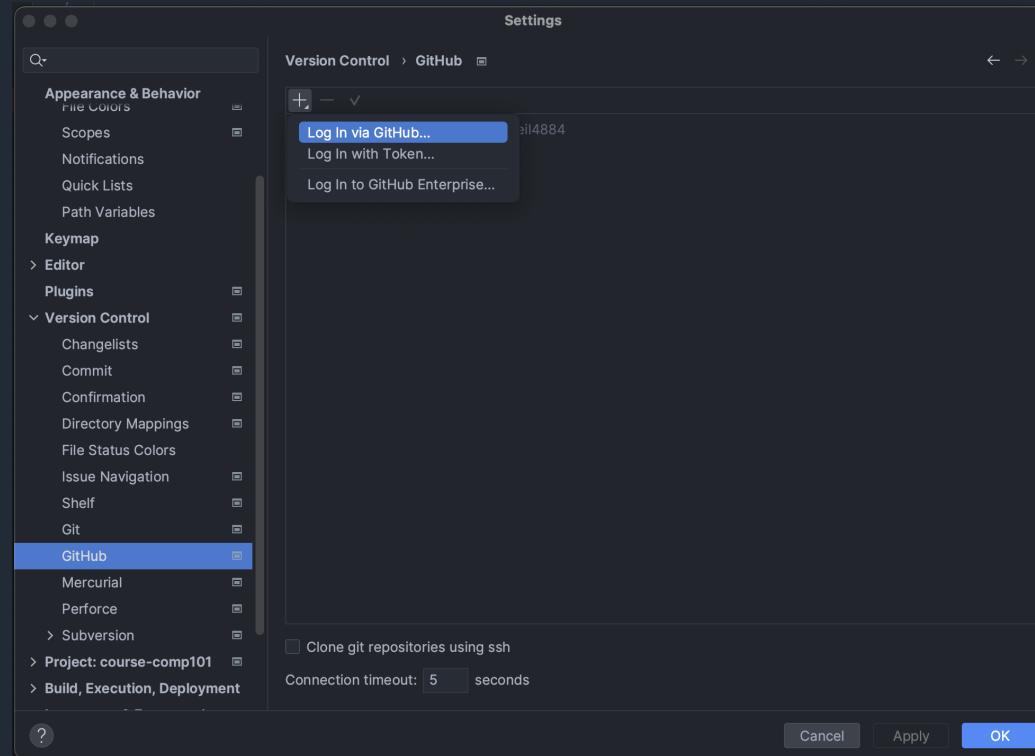 Settings
Version Control › GitHub
Appearance & Behavior
File Colors
Scopes
Notifications
Quick Lists
Path Variables
Keymap
Editor
Plugins
Version Control
Changelists
Commit
Confirmation
Directory Mappings
File Status Colors
Issue Navigation
Shelf
Git
GitHub
Mercurial
Perforce
Subversion
Project: course-comp101
Build, Execution, Deployment
Log In via GitHub...
eil4884
Log In with Token...
Log In to GitHub Enterprise...
Clone git repositories using ssh
Connection timeout: 5 seconds
?
Cancel
Apply
OK